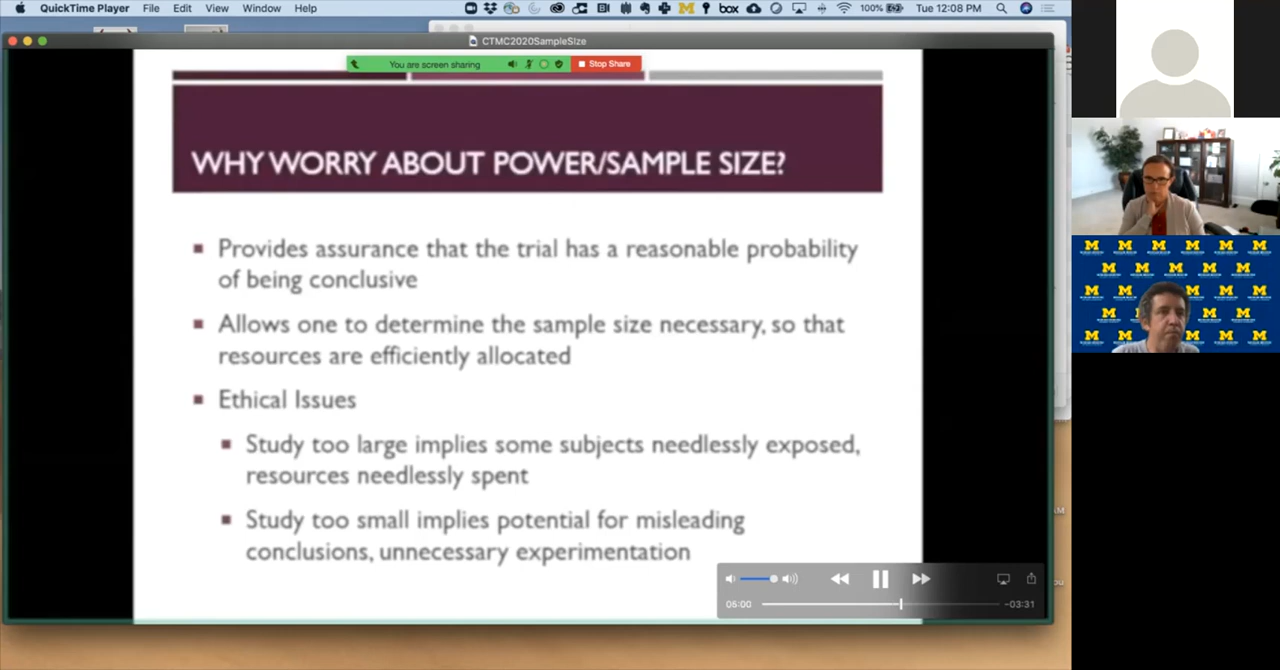 QuickTime Player File Edit View Window Help
box 100% Tue 12:08 PM
CTMC2020SampleSize
You are screen sharing Stop Share
WHY WORRY ABOUT POWER/SAMPLE SIZE?
Provides assurance that the trial has a reasonable probability
of being conclusive
Allows one to determine the sample size necessary, so that
resources are efficiently allocated
Ethical Issues
Study too large implies some subjects needlessly exposed,
resources needlessly spent
Study too small implies potential for misleading
conclusions, unnecessary experimentation
06:00 -03:31
M M M M M M
M M M M M
M M M
M M M
M M M M